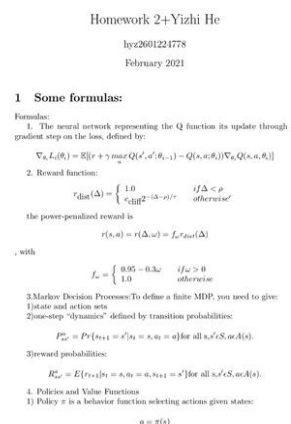 Homework 2+Yizhi He
hyz2601224778
February 2021
1 Some formulas:
Formulas:
1. The neural network representing the Q function its update through
gradient step on the loss, defined by:
∇θᵢLᵢ(θᵢ) = 𝔼[(r + γ max_a Q(s′, a′; θᵢ₋₁) − Q(s, a; θᵢ))∇θᵢQ(s, a, θᵢ)]
2. Reward function:
r_dist(Δ) = { 1.0 ifΔ < ρ
e_cliff 2^{−(Δ−ρ)/τ} otherwise′
the power-penalized reward is
r(s, a) = r(Δ, ω) = f_ω r_dist(Δ)
, with
f_ω = { 0.95 − 0.3ω ifω > 0
1.0 otherwise
3.Markov Decision Processes:To define a finite MDP, you need to give:
1)state and action sets
2)one-step “dynamics” defined by transition probabilities:
P^a_{ss′} = Pr{s_{t+1} = s′|s_t = s, a_t = a}for all s,s′ϵS, aϵA(s).
3)reward probabilities:
R^a_{ss′} = E{r_{t+1}|s_t = s, a_t = a, s_{t+1} = s′}for all s,s′ϵS, aϵA(s).
4. Policies and Value Functions
1) Policy π is a behavior function selecting actions given states:
a = π(s)